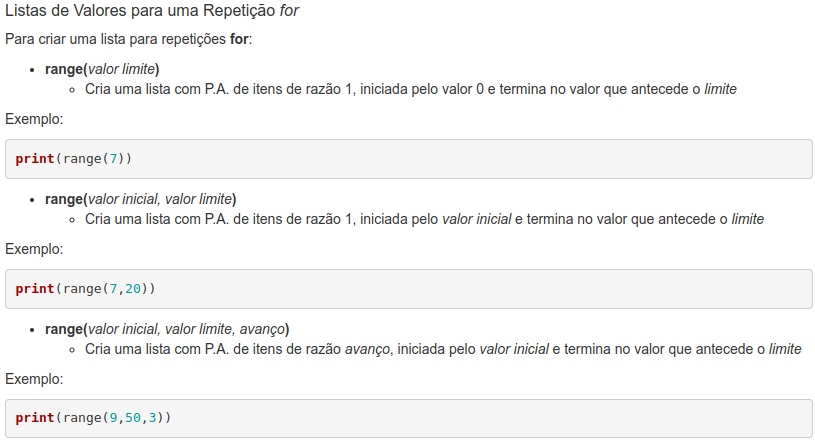 Listas de Valores para uma Repetição for
Para criar uma lista para repetições for:
• range(valor limite)
◦ Cria uma lista com P.A. de itens de razão 1, iniciada pelo valor 0 e termina no valor que antecede o limite
Exemplo:
print(range(7))
• range(valor inicial, valor limite)
◦ Cria uma lista com P.A. de itens de razão 1, iniciada pelo valor inicial e termina no valor que antecede o limite
Exemplo:
print(range(7,20))
• range(valor inicial, valor limite, avanço)
◦ Cria uma lista com P.A. de itens de razão avanço, iniciada pelo valor inicial e termina no valor que antecede o limite
Exemplo:
print(range(9,50,3))